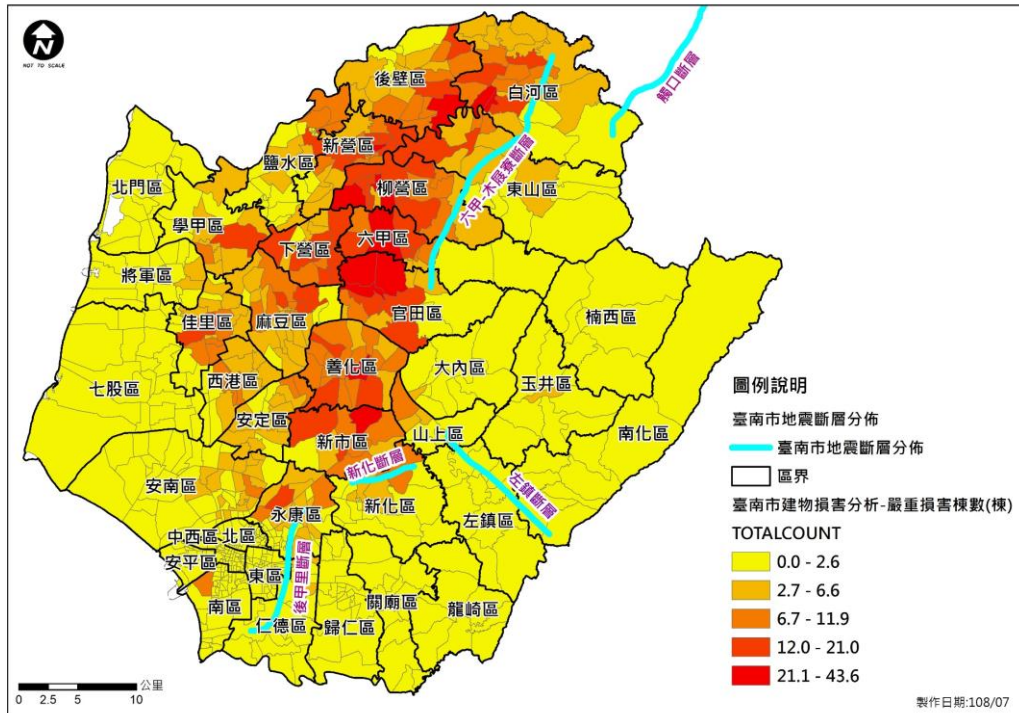 N
NOT TO SCALE
後壁區
白河區
觸口斷層
新營區
鹽水區
六甲-木屐寮斷層
柳營區
東山區
北門區
學甲區
下營區
六甲區
將軍區
官田區
楠西區
佳里區
麻豆區
七股區
善化區
大內區
玉井區
西港區
安定區
新市區
山上區
南化區
新化斷層
左鎮斷層
安南區
永康區
新化區
左鎮區
中西區
北區
安平區
東區
後甲里斷層
南區
仁德區
歸仁區
關廟區
龍崎區
圖例說明
臺南市地震斷層分佈
臺南市地震斷層分佈
區界
臺南市建物損害分析-嚴重損害棟數(棟)
TOTALCOUNT
0.0 - 2.6
2.7 - 6.6
6.7 - 11.9
12.0 - 21.0
21.1 - 43.6
公里
0 2.5 5 10
製作日期:108/07